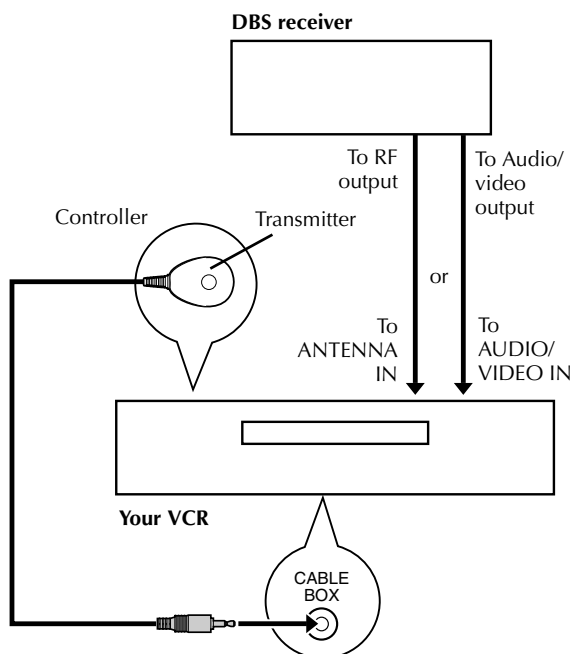 DBS receiver
To RF
output
To Audio/
video
output
Controller
Transmitter
or
To
ANTENNA
IN
To
AUDIO/
VIDEO IN
Your VCR
CABLE
BOX